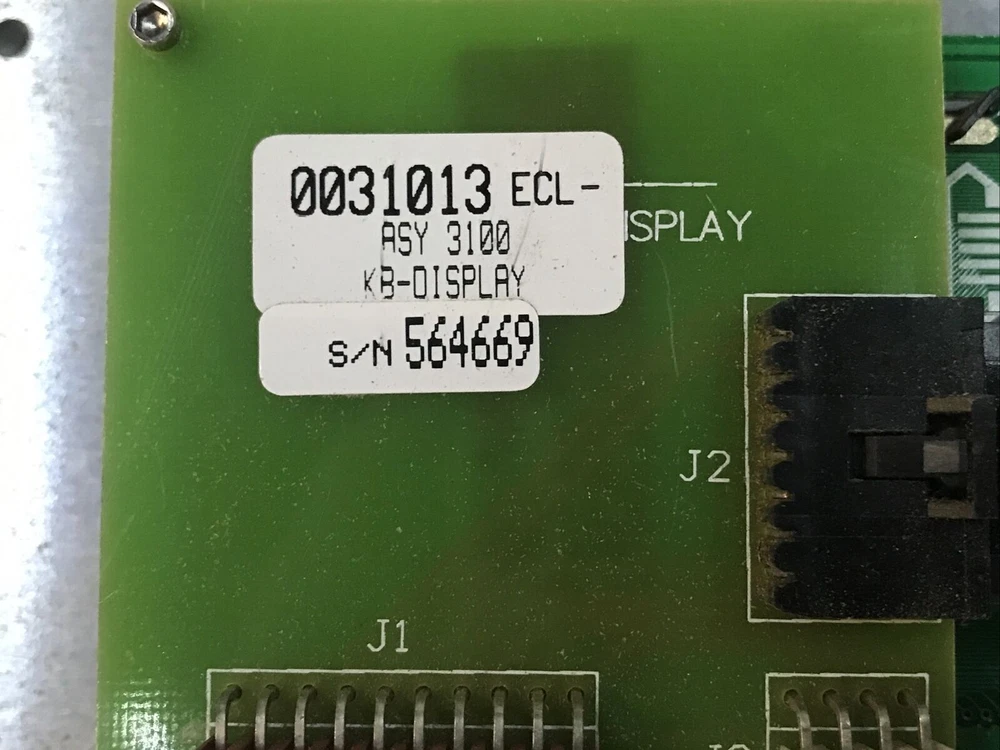 0031013 ECL-
ASY 3100
KB-DISPLAY
ISPLAY
S/N 564669
J2
J1